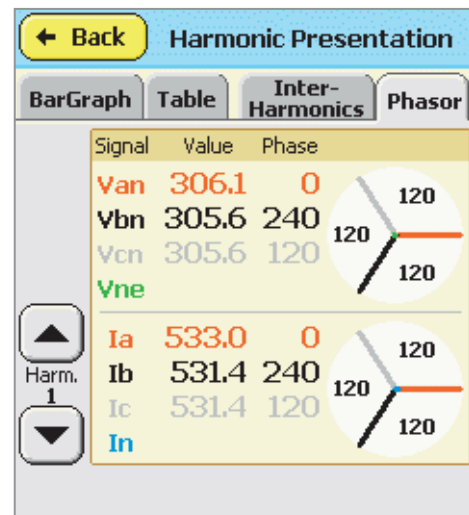 ← Back Harmonic Presentation
BarGraph Table Inter-Harmonics Phasor
Signal Value Phase
Van 306.1 0
Vbn 305.6 240
Vcn 305.6 120
Vne
120
120
120
Ia 533.0 0
Ib 531.4 240
Ic 531.4 120
In
120
120
120
Harm.
1